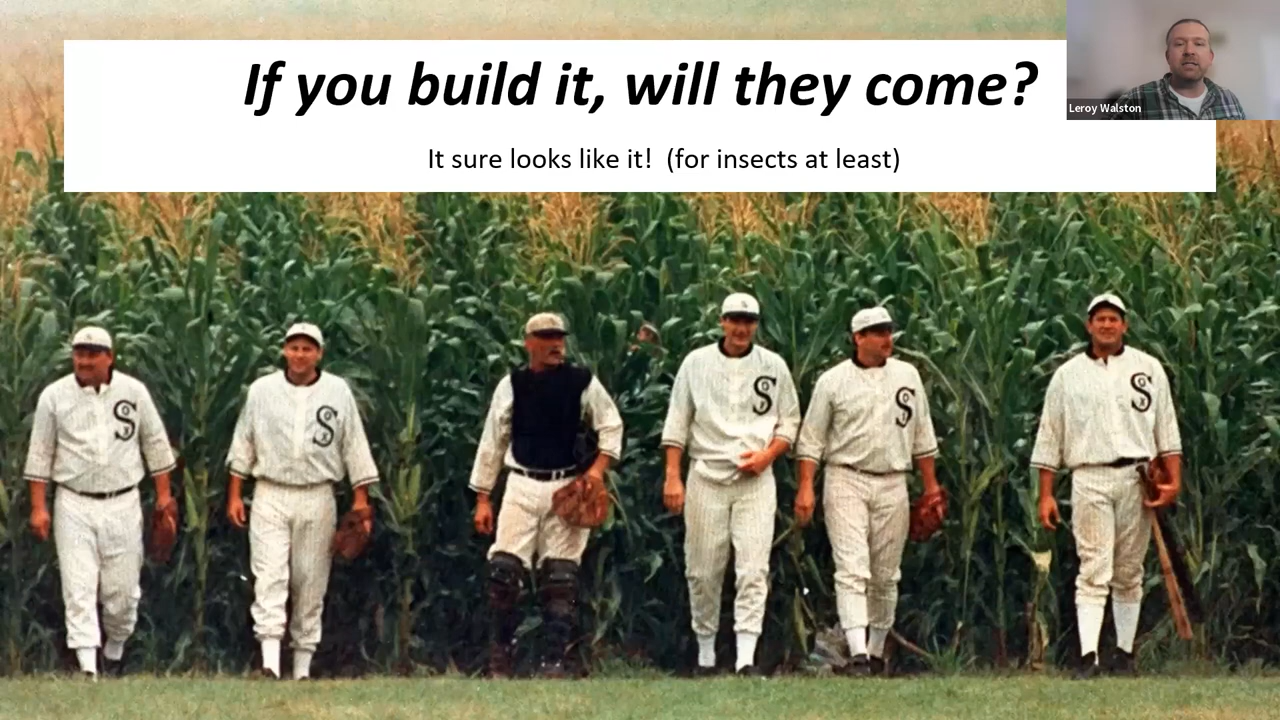 If you build it, will they come?
It sure looks like it!  (for insects at least)
Leroy Walston